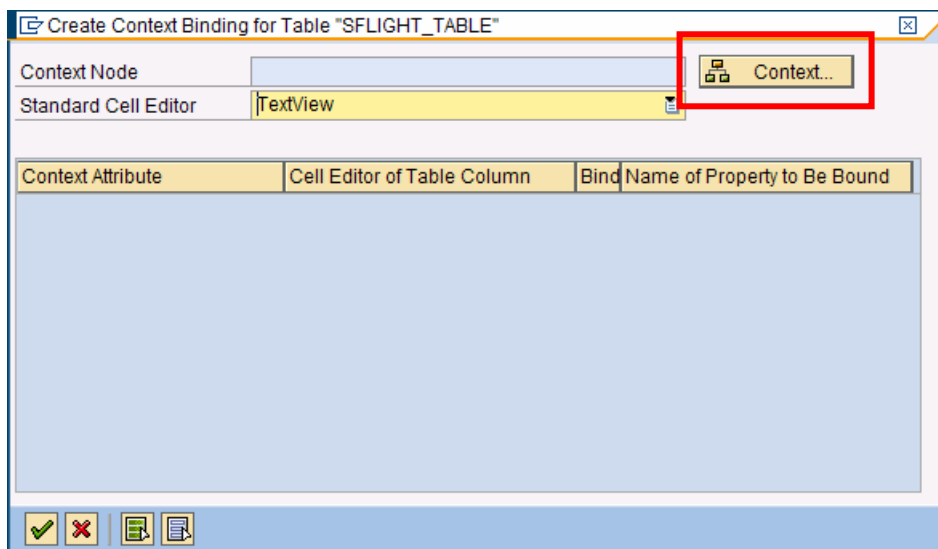 Create Context Binding for Table "SFLIGHT_TABLE"
Context Node
Context...
Standard Cell Editor TextView
Context Attribute Cell Editor of Table Column Bind Name of Property to Be Bound